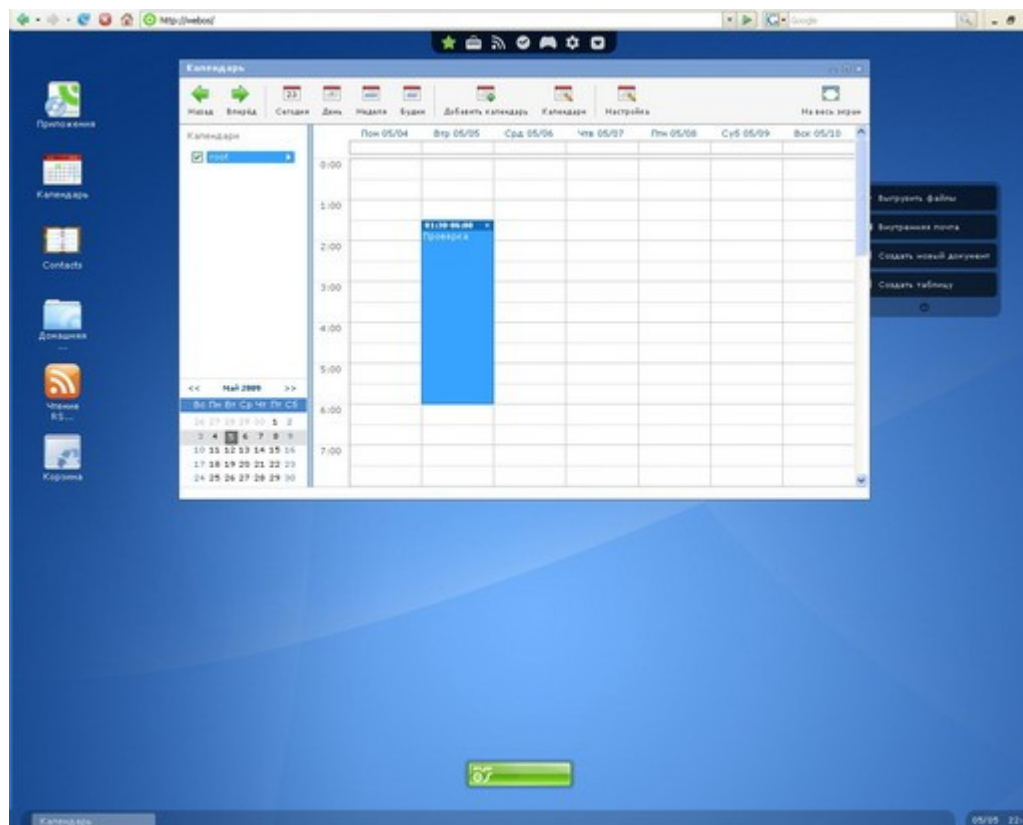 http://webos/
Google
Календарь
Назад Вперёд Сегодня День Неделя Будни Добавить календарь Календари Настройка На весь экран
Приложения
Календарь
Contacts
Домашняя
...
Чтение
RS...
Корзина
Календари
root
Пон 05/04 Втр 05/05 Срд 05/06 Чтв 05/07 Птн 05/08 Суб 05/09 Вск 05/10
0:00
1:00
01:30-06:00
Проверка
2:00
3:00
4:00
5:00
6:00
7:00
<< Май 2009 >>
Вс Пн Вт Ср Чт Пт Сб
26 27 28 29 30 1 2
3 4 5 6 7 8 9
10 11 12 13 14 15 16
17 18 19 20 21 22 23
24 25 26 27 28 29 30
Выгрузить файлы
Внутренняя почта
Создать новый документ
Создать таблицу
OS
Календарь
05/05 22: